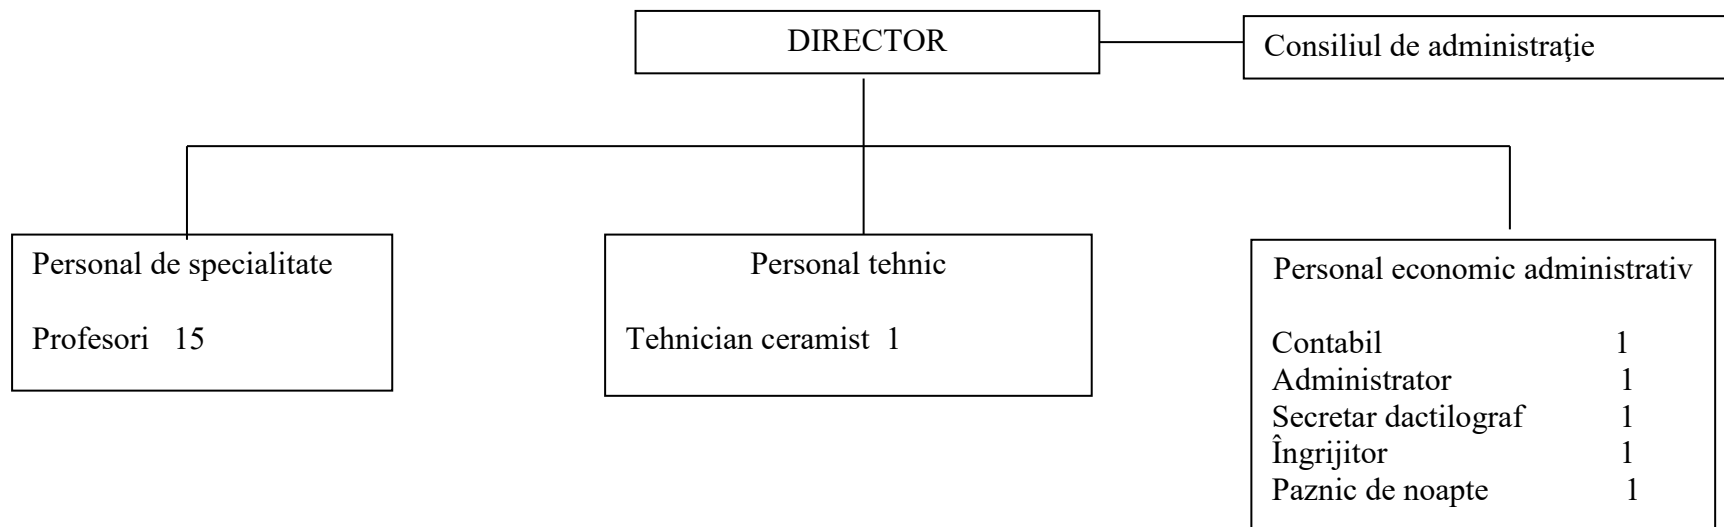 DIRECTOR
Consiliul de administraţie
Personal de specialitate
Profesori 15
Personal tehnic
Tehnician ceramist 1
Personal economic administrativ
Contabil 1
Administrator 1
Secretar dactilograf 1
Îngrijitor 1
Paznic de noapte 1